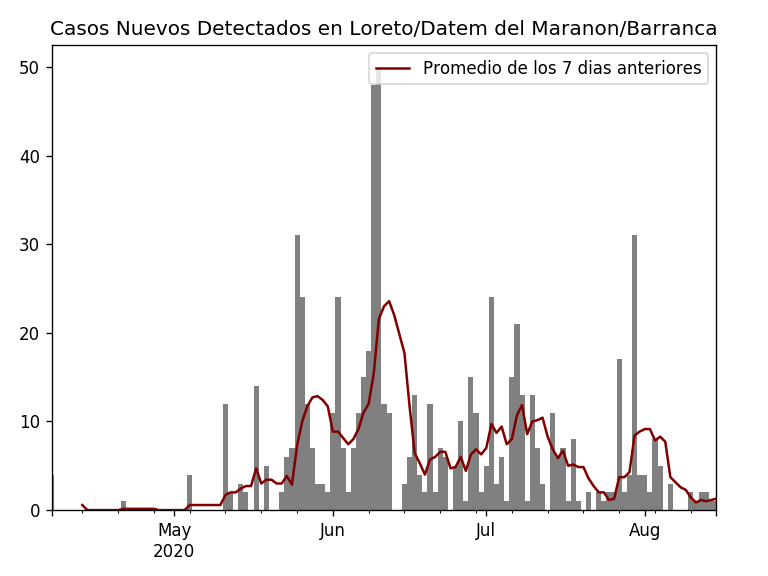 Casos Nuevos Detectados en Loreto/Datem del Maranon/Barranca
Promedio de los 7 dias anteriores
50
40
30
20
10
0
May
2020
Jun
Jul
Aug